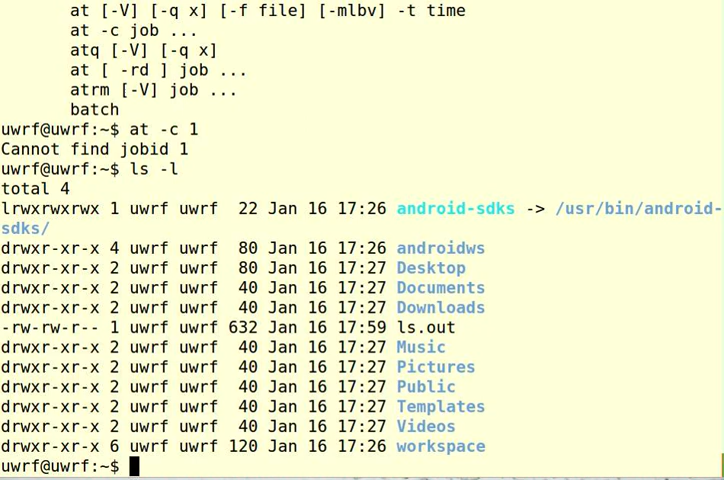 at [-V] [-q x] [-f file] [-mlbv] -t time
at -c job ...
atq [-V] [-q x]
at [ -rd ] job ...
atrm [-V] job ...
batch
uwrf@uwrf:~$ at -c 1
Cannot find jobid 1
uwrf@uwrf:~$ ls -l
total 4
lrwxrwxrwx 1 uwrf uwrf  22 Jan 16 17:26 android-sdks -> /usr/bin/android-
sdks/
drwxr-xr-x 4 uwrf uwrf  80 Jan 16 17:26 androidws
drwxr-xr-x 2 uwrf uwrf  80 Jan 16 17:27 Desktop
drwxr-xr-x 2 uwrf uwrf  40 Jan 16 17:27 Documents
drwxr-xr-x 2 uwrf uwrf  40 Jan 16 17:27 Downloads
-rw-rw-r-- 1 uwrf uwrf 632 Jan 16 17:59 ls.out
drwxr-xr-x 2 uwrf uwrf  40 Jan 16 17:27 Music
drwxr-xr-x 2 uwrf uwrf  40 Jan 16 17:27 Pictures
drwxr-xr-x 2 uwrf uwrf  40 Jan 16 17:27 Public
drwxr-xr-x 2 uwrf uwrf  40 Jan 16 17:27 Templates
drwxr-xr-x 2 uwrf uwrf  40 Jan 16 17:27 Videos
drwxr-xr-x 6 uwrf uwrf 120 Jan 16 17:26 workspace
uwrf@uwrf:~$